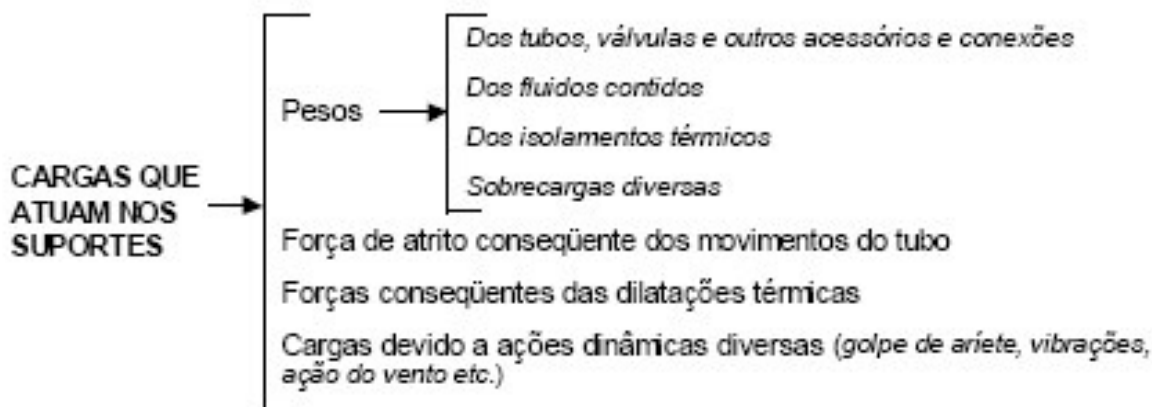 CARGAS QUE
ATUAM NOS
SUPORTES
Pesos
Dos tubos, válvulas e outros acessórios e conexões
Dos fluidos contidos
Dos isolamentos térmicos
Sobrecargas diversas
Força de atrito conseqüente dos movimentos do tubo
Forças conseqüentes das dilatações térmicas
Cargas devido a ações dinâmicas diversas (golpe de aríete, vibrações,
ação do vento etc.)